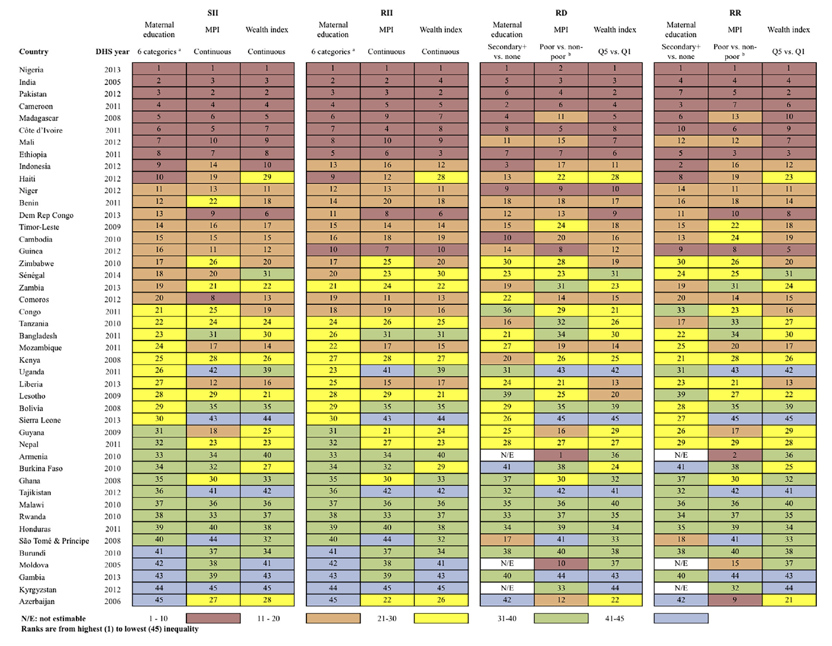 SII RII RD RR
Maternal education MPI Wealth index Maternal education MPI Wealth index Maternal education MPI Wealth index Maternal education MPI Wealth index
Country DHS year 6 categories a Continuous Continuous 6 categories a Continuous Continuous Secondary+ vs. none Poor vs. non-poor b Q5 vs. Q1 Secondary+ vs. none Poor vs. non-poor b Q5 vs. Q1
Nigeria 2013 1 1 1 1 1 1 1 2 1 1 1 1
India 2005 2 3 3 2 2 4 5 3 3 4 4 4
Pakistan 2012 3 2 2 3 3 2 6 4 2 7 5 2
Cameroon 2011 4 4 4 4 5 5 2 6 4 3 7 6
Madagascar 2008 5 6 5 6 9 7 4 11 5 6 13 10
Côte d'Ivoire 2011 6 5 7 7 4 8 8 5 8 10 6 9
Mali 2012 7 10 9 8 10 9 11 15 7 12 12 7
Ethiopia 2011 8 7 8 5 6 3 7 7 6 5 3 3
Indonesia 2012 9 14 10 13 16 12 3 17 11 2 16 12
Haiti 2012 10 19 29 9 12 28 13 22 28 8 19 23
Niger 2012 11 13 11 12 13 11 9 9 10 14 11 11
Benin 2011 12 22 18 14 20 18 18 18 17 16 18 14
Dem Rep Congo 2013 13 9 6 11 8 6 12 13 9 11 10 8
Timor-Leste 2009 14 16 17 15 14 14 15 24 18 15 22 18
Cambodia 2010 15 15 15 16 18 19 10 20 16 13 24 19
Guinea 2012 16 11 12 10 7 10 14 8 12 9 8 5
Zimbabwe 2010 17 26 20 17 25 20 30 28 19 30 26 20
Sénégal 2014 18 20 31 20 23 30 23 23 31 24 25 31
Zambia 2013 19 21 22 21 24 22 19 31 23 19 31 24
Comoros 2012 20 8 13 19 11 13 22 14 15 20 14 15
Congo 2011 21 25 19 18 19 16 36 29 21 33 23 16
Tanzania 2010 22 24 24 24 26 25 16 32 26 17 33 27
Bangladesh 2011 23 31 30 26 31 31 21 34 30 22 34 30
Mozambique 2011 24 17 14 22 17 15 27 19 14 25 20 17
Kenya 2008 25 28 26 27 28 27 20 26 25 21 28 26
Uganda 2011 26 42 39 23 41 39 31 43 42 31 43 42
Liberia 2013 27 12 16 25 15 17 24 21 13 23 21 13
Lesotho 2009 28 29 21 28 29 21 39 25 20 39 27 22
Bolivia 2008 29 35 35 29 35 35 29 35 39 28 35 39
Sierra Leone 2013 30 43 44 30 43 44 26 45 45 27 45 45
Guyana 2009 31 18 25 31 21 24 25 16 29 26 17 29
Nepal 2011 32 23 23 32 27 23 28 27 27 29 29 28
Armenia 2010 33 34 40 33 34 40 N/E 1 36 N/E 2 36
Burkina Faso 2010 34 32 27 34 32 29 41 38 24 41 38 25
Ghana 2008 35 30 33 35 30 33 37 30 32 36 30 32
Tajikistan 2012 36 41 42 36 42 42 32 42 41 32 42 41
Malawi 2010 37 36 36 37 36 36 35 36 40 37 36 40
Rwanda 2010 38 33 37 38 33 37 33 37 35 34 37 35
Honduras 2011 39 40 38 39 40 38 34 39 34 35 39 34
São Tomé & Príncipe 2008 40 44 32 40 44 32 17 41 33 18 41 33
Burundi 2010 41 37 34 41 37 34 38 40 38 38 40 38
Moldova 2005 42 38 41 42 38 41 N/E 10 37 N/E 15 37
Gambia 2013 43 39 43 43 39 43 40 44 43 40 44 43
Kyrgyzstan 2012 44 45 45 44 45 45 N/E 33 44 N/E 32 44
Azerbaijan 2006 45 27 28 45 22 26 42 12 22 42 9 21
N/E: not estimable 1 - 10 11 - 20 21-30 31-40 41-45
Ranks are from highest (1) to lowest (45) inequality